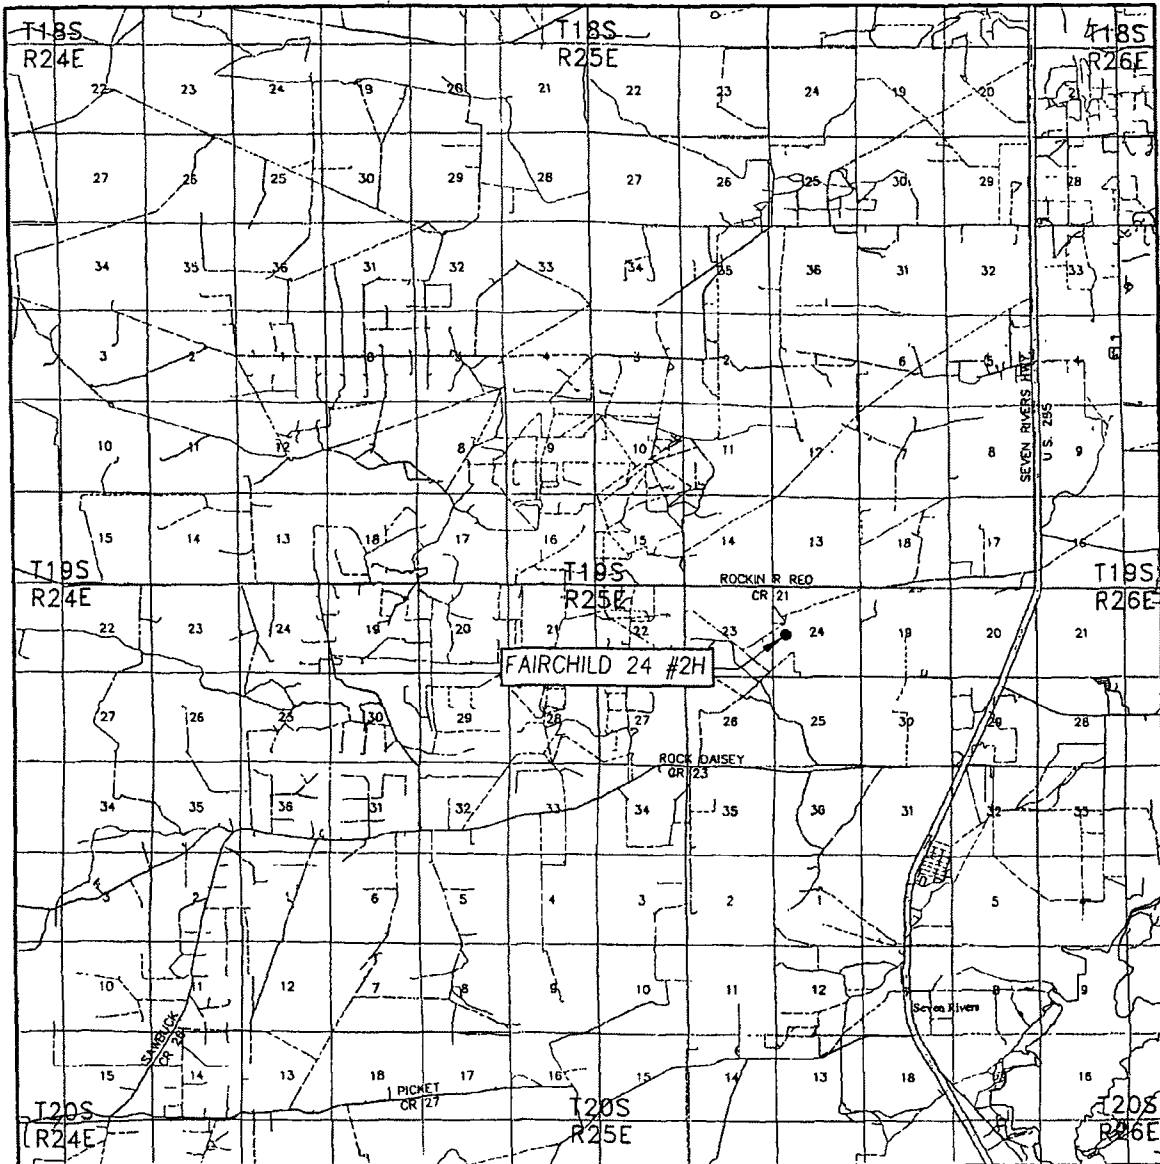 T18S T18S T18S
R24E R25E R26E
22 23 24 19 20 21 22 23 24 19 20 21
27 26 25 30 29 28 27 26 25 30 29 28
34 35 36 31 32 33 34 35 36 31 32 33
3 2 1 6 5 4 3 2 1 6 5 4
SEVEN RIVERS HWY
U.S. 285
10 11 12 7 8 9 10 11 12 7 8 9
15 14 13 18 17 16 15 14 13 18 17 16
T19S T19S T19S
R24E R25E R26E
ROCKIN R REO
CR 21
22 23 24 19 20 21 22 23 24 19 20 21
FAIRCHILD 24 #2H
27 26 25 30 29 28 27 26 25 30 29 28
ROCK DAISEY
CR 23
34 35 36 31 32 33 34 35 36 31 32 33
3 2 1 6 5 4 3 2 1 5
10 11 12 7 8 9 10 11 12 8 9
Seven Rivers
SAWBUCK
CR 28
15 14 13 18 17 16 15 14 13 18 16
PICKET
CR 27
T20S T20S T20S
R24E R25E R26E